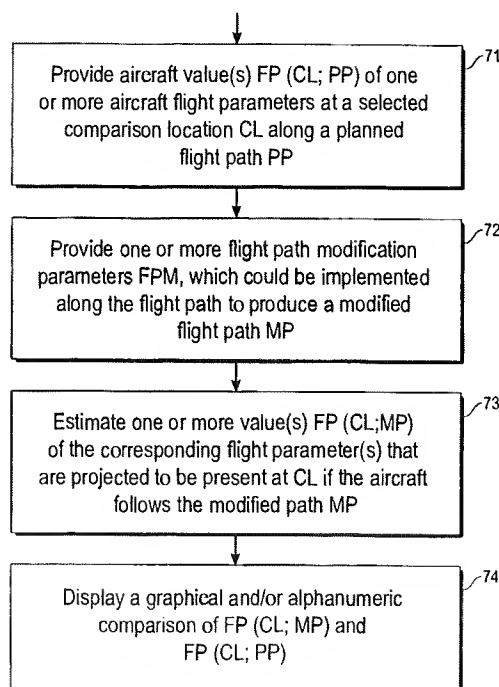 71
Provide aircraft value(s) FP (CL; PP) of one
or more aircraft flight parameters at a selected
comparison location CL along a planned
flight path PP
72
Provide one or more flight path modification
parameters FPM, which could be implemented
along the flight path to produce a modified
flight path MP
73
Estimate one or more value(s) FP (CL;MP)
of the corresponding flight parameter(s) that
are projected to be present at CL if the aircraft
follows the modified path MP
74
Display a graphical and/or alphanumeric
comparison of FP (CL; MP) and
FP (CL; PP)